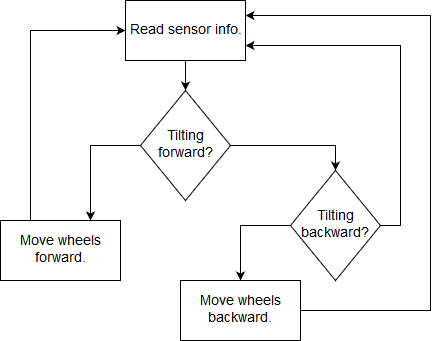 Read sensor info.
Tilting
forward?
Tilting
backward?
Move wheels
forward.
Move wheels
backward.